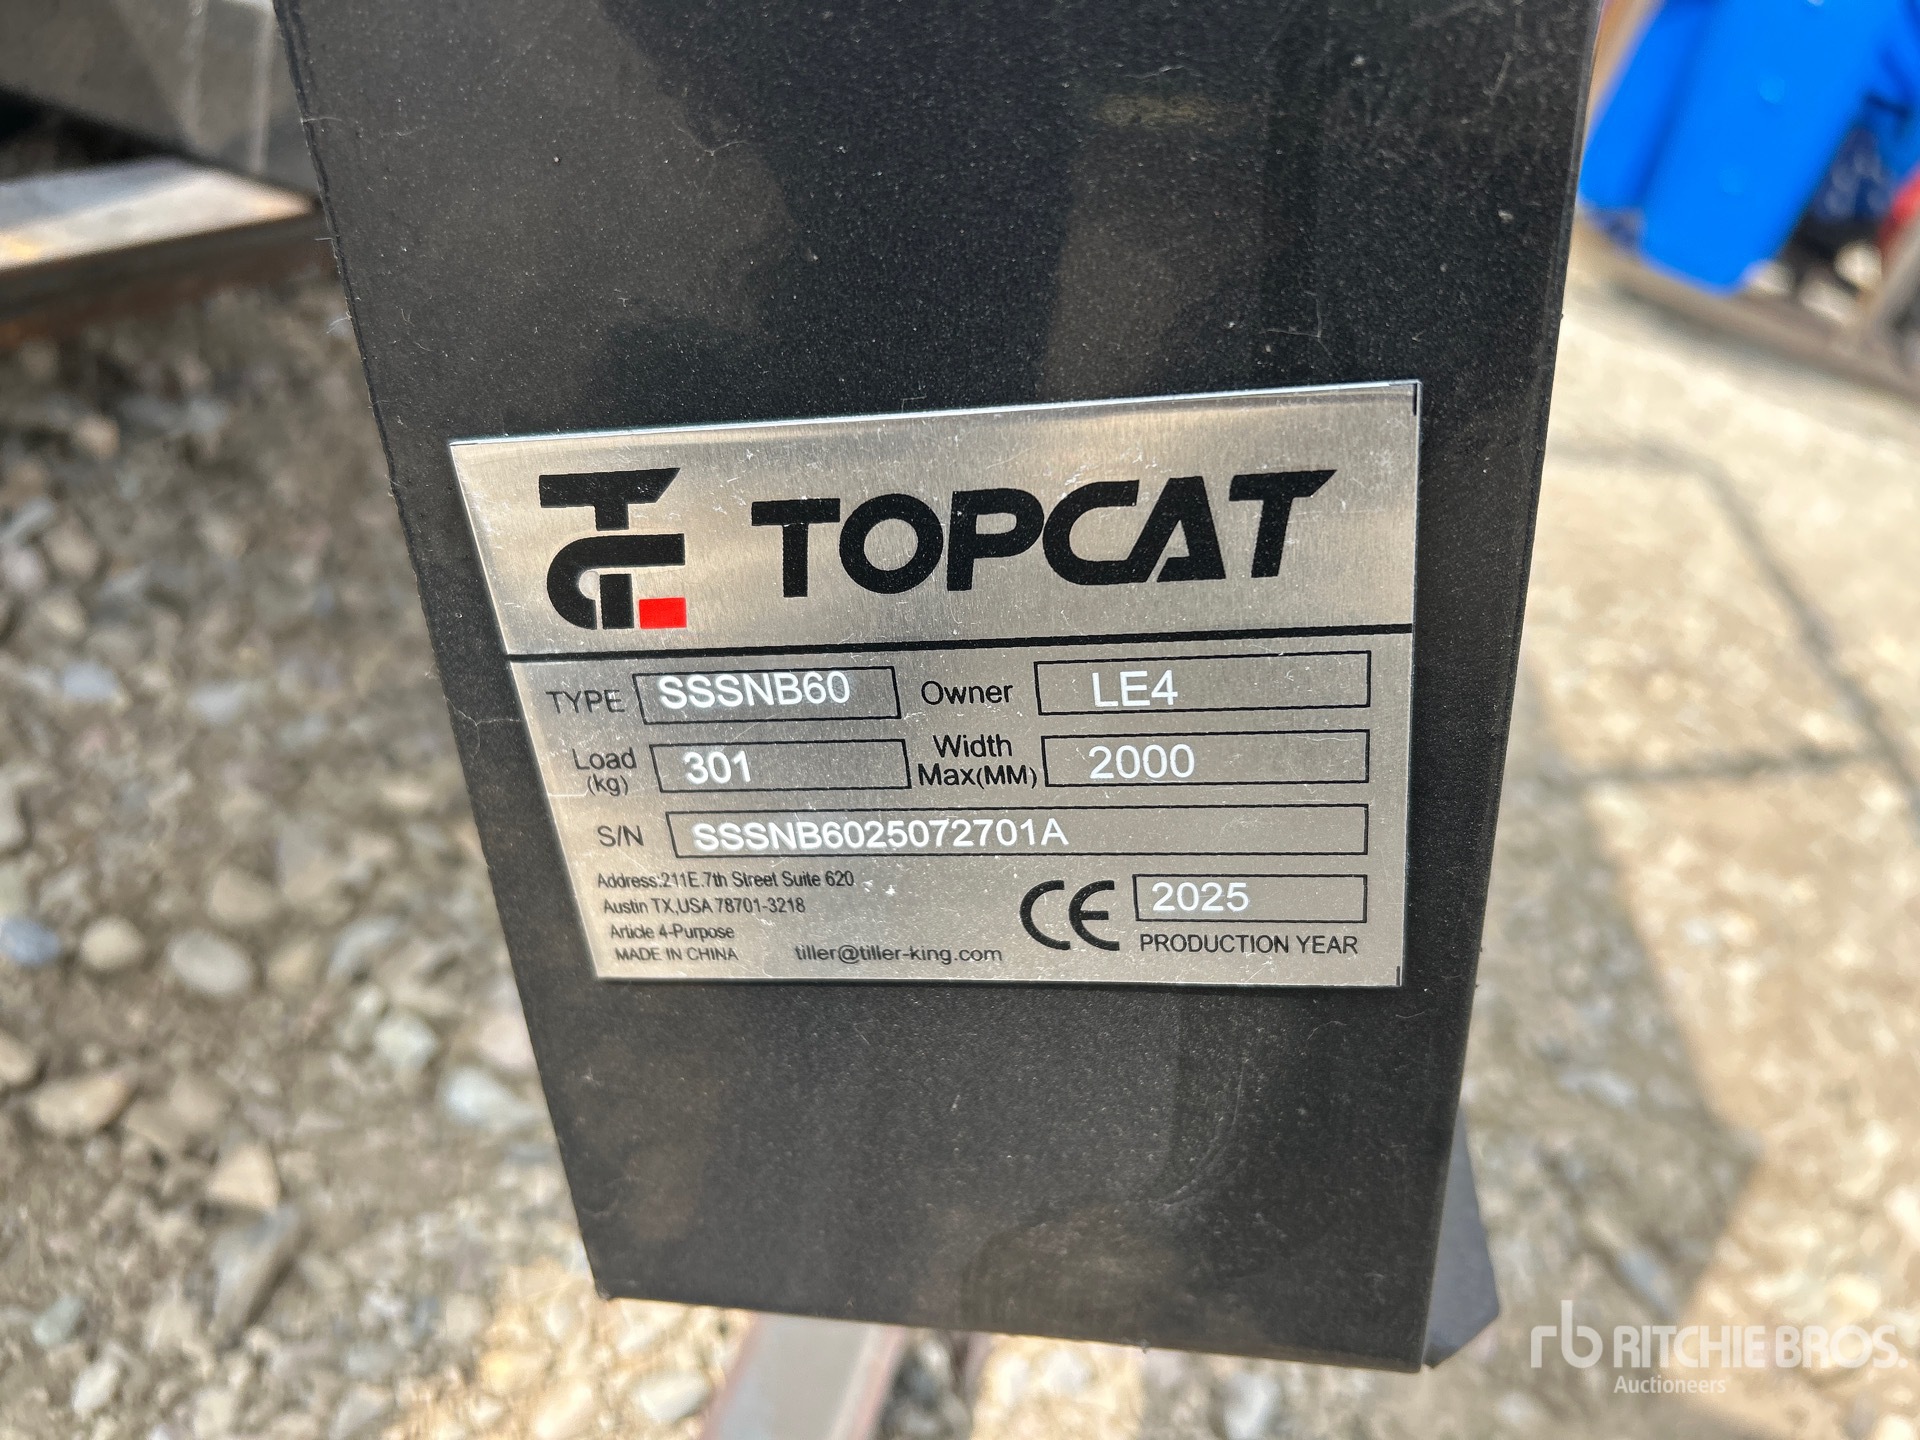 TOPCAT
TYPE SSSNB60 Owner LE4
Load (kg) 301 Width Max(MM) 2000
S/N SSSNB6025072701A
Address:211E.7th Street Suite 620
Austin TX,USA 78701-3218
Article 4-Purpose
MADE IN CHINA tiller@tiller-king.com
CE 2025
PRODUCTION YEAR
rb RITCHIE BROS.
Auctioneers